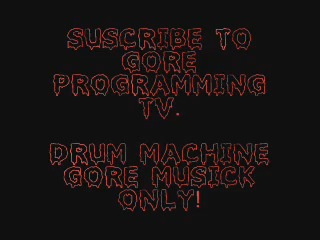 SUSCRIBE TO
GORE
PROGRAMMING
TV.
DRUM MACHINE
GORE MUSICK
ONLY!